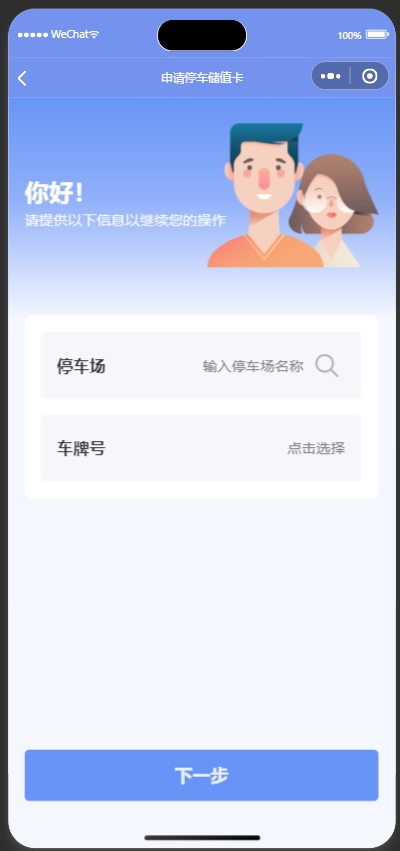 WeChat
100%
申请停车储值卡
你好!
请提供以下信息以继续您的操作
停车场 输入停车场名称
车牌号 点击选择
下一步